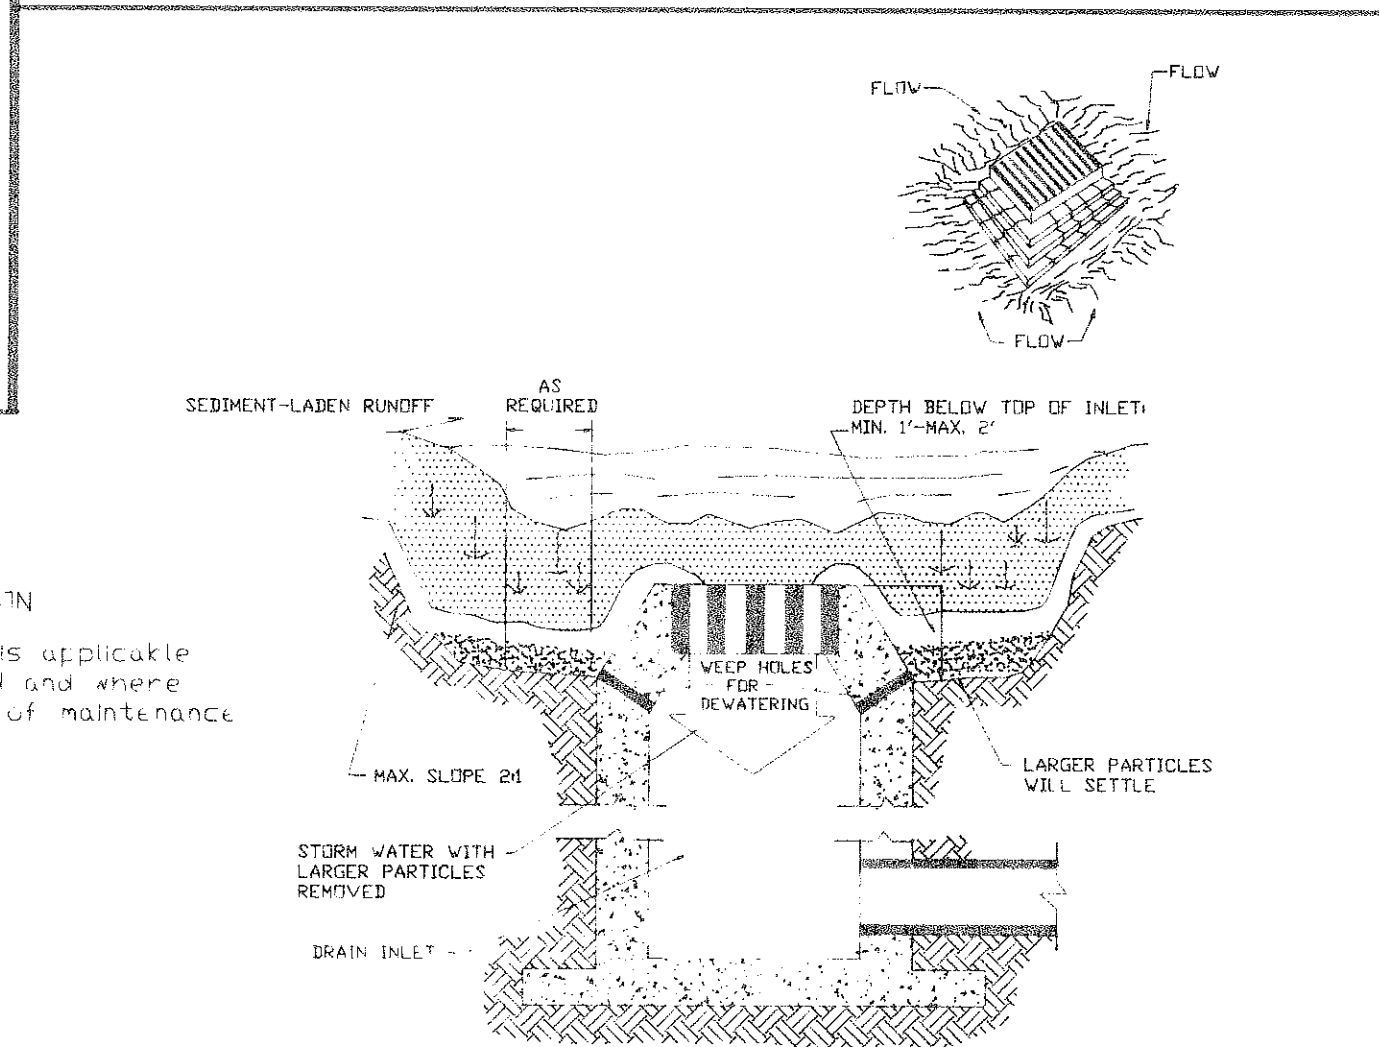 FLOW
FLOW
FLOW
SEDIMENT-LADEN RUNOFF
AS
REQUIRED
DEPTH BELOW TOP OF INLET:
MIN. 1'-MAX. 2'
is applicable
and where
of maintenance
WEEP HOLES
FOR
DEWATERING
MAX. SLOPE 2:1
LARGER PARTICLES
WILL SETTLE
STORM WATER WITH
LARGER PARTICLES
REMOVED
DRAIN INLET